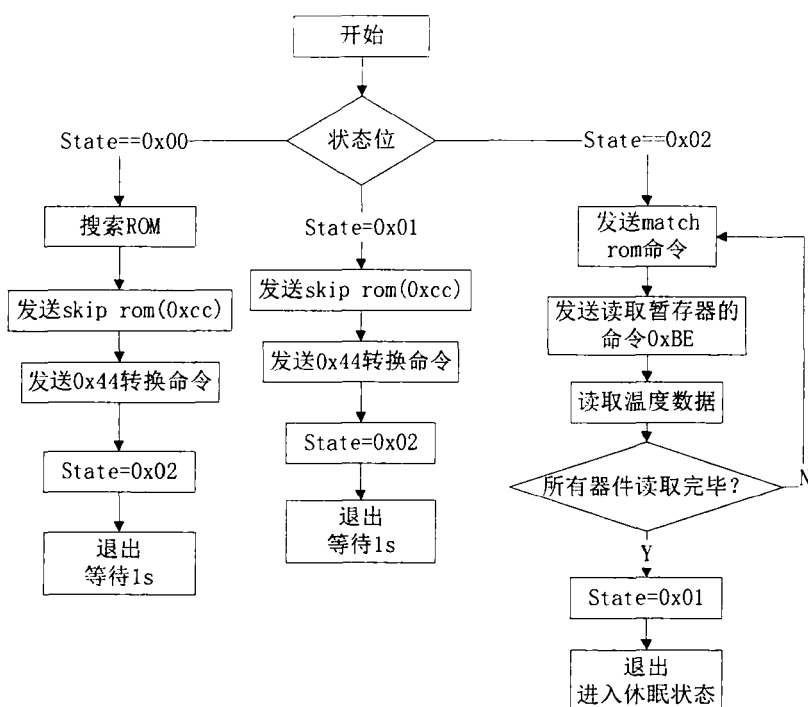 开始
状态位
State==0x00
搜索ROM
发送skip rom(0xcc)
发送0x44转换命令
State=0x02
退出
等待1s
State=0x01
发送skip rom(0xcc)
发送0x44转换命令
State=0x02
退出
等待1s
State==0x02
发送match
rom命令
发送读取暂存器的
命令0xBE
读取温度数据
所有器件读取完毕?
N
Y
State=0x01
退出
进入休眠状态